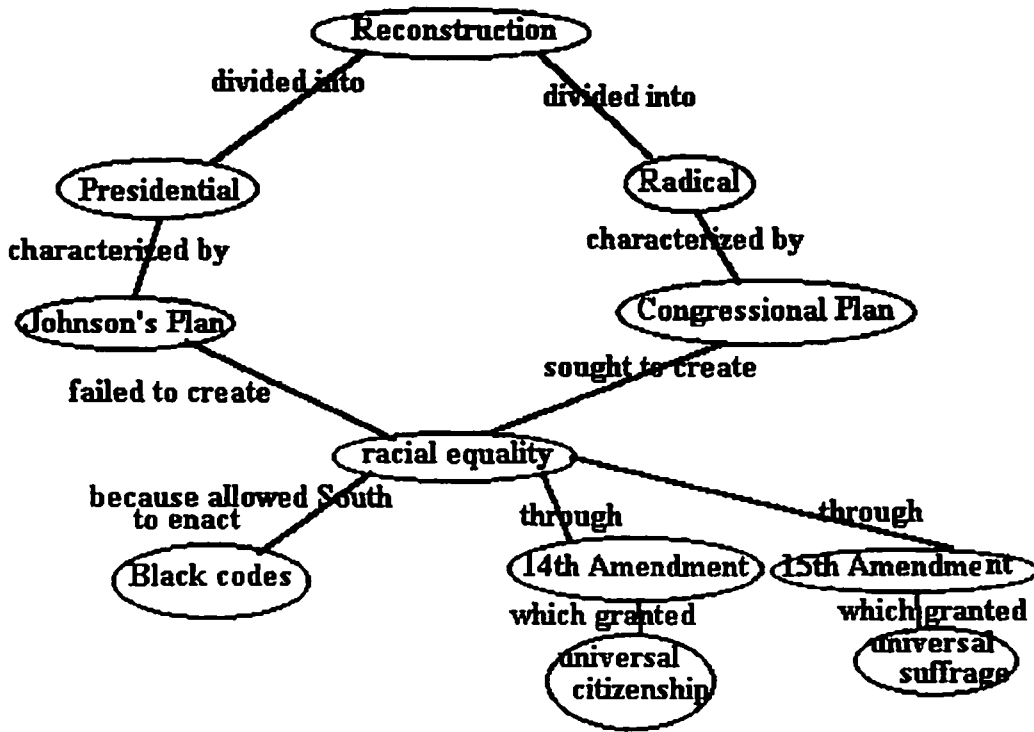 Reconstruction
divided into
divided into
Presidential
Radical
characterized by
characterized by
Johnson's Plan
Congressional Plan
failed to create
sought to create
racial equality
because allowed South
to enact
through
through
Black codes
14th Amendment
15th Amendment
which granted
which granted
universal
citizenship
universal
suffrage